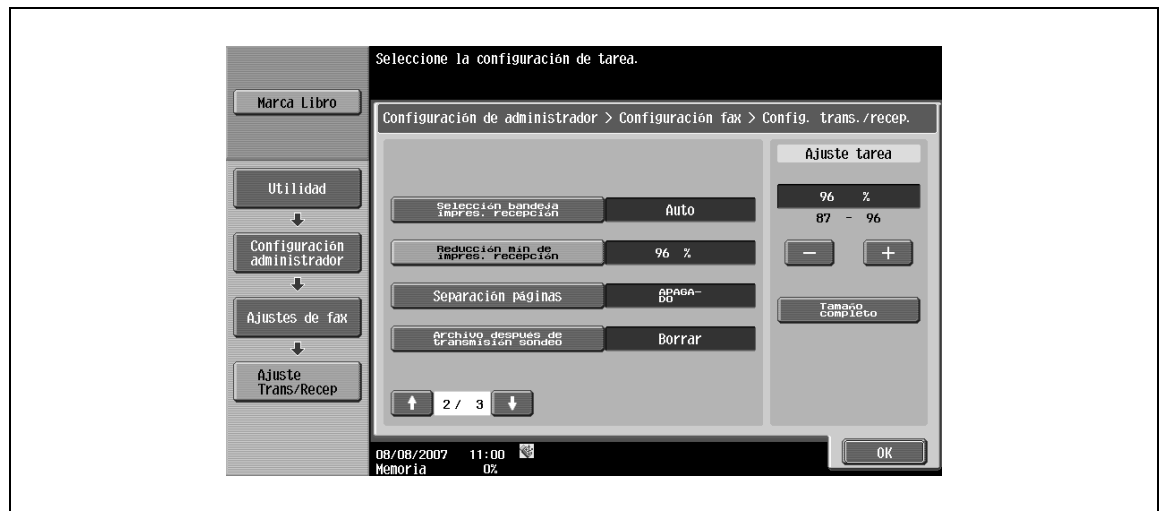 Seleccione la configuración de tarea.
Marca Libro
Configuración de administrador > Configuración fax > Config. trans./recep.
Ajuste tarea
Utilidad
Selección bandeja
impres. recepción
Auto
96 %
87 - 96
Configuración
administrador
Reducción min de
impres. recepción
96 %
− +
Separación páginas
APAGA-
DO
Tamaño
completo
Ajustes de fax
Archivo después de
transmisión sondeo
Borrar
Ajuste
Trans/Recep
2 / 3
OK
08/08/2007 11:00
Memoria 0%